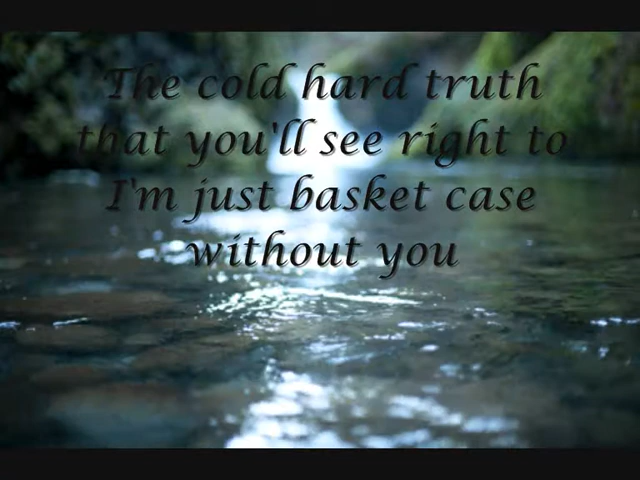 The cold hard truth
that you'll see right to
I'm just basket case
without you